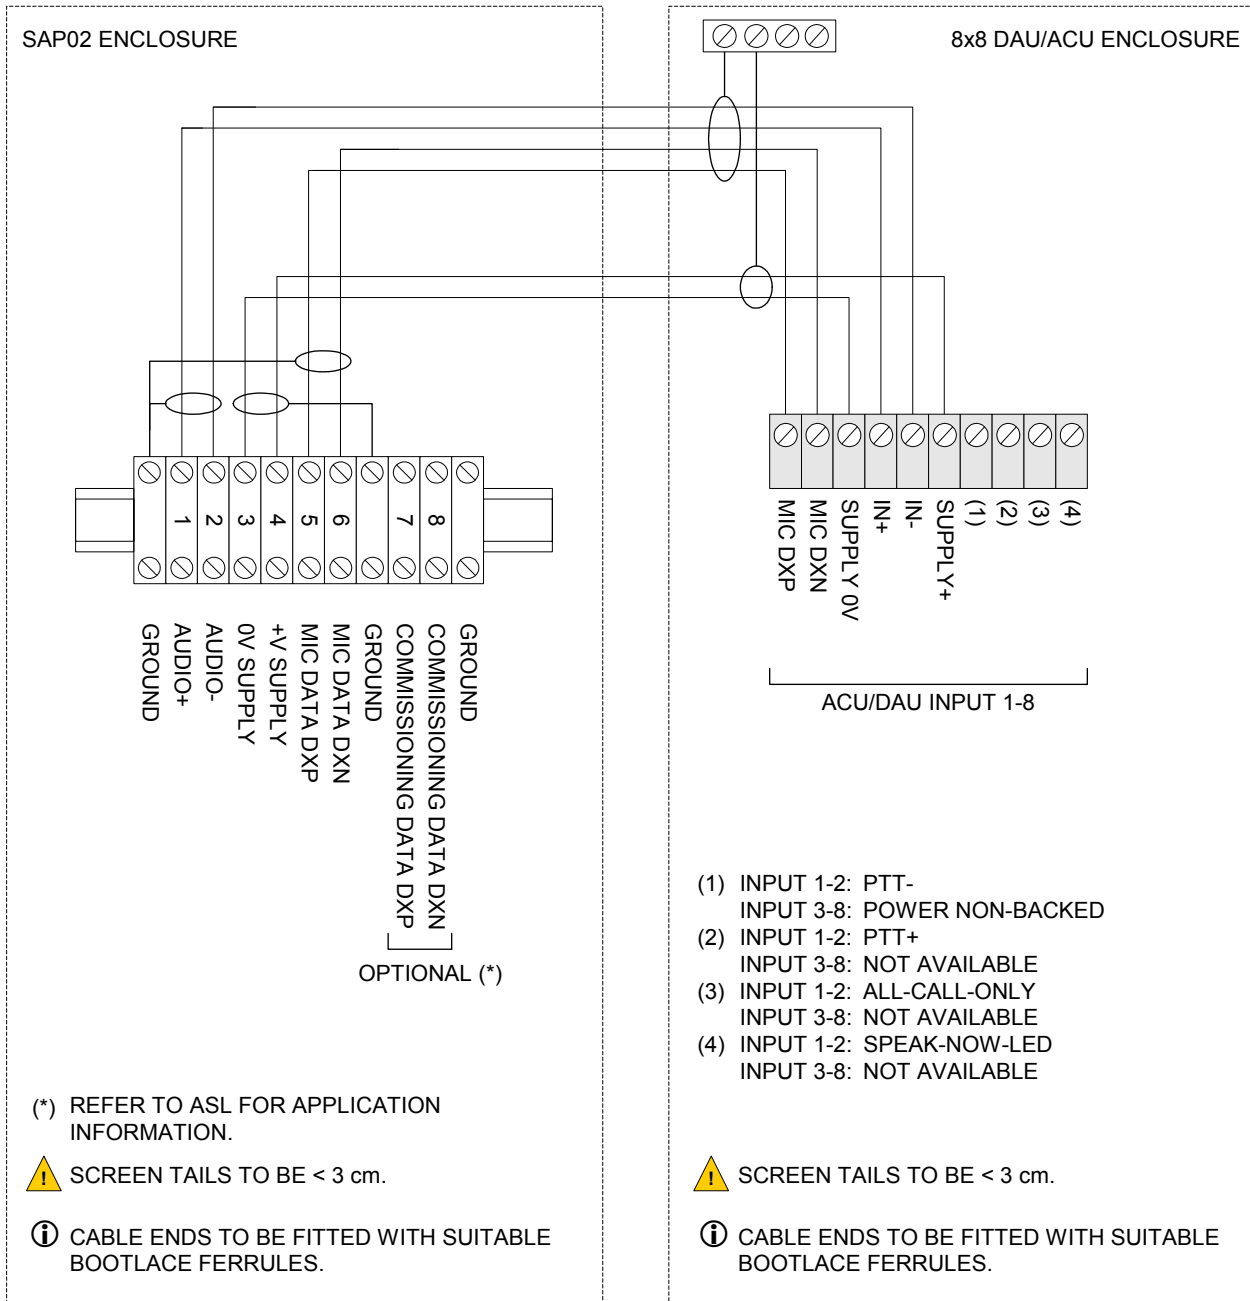 SAP02 ENCLOSURE
8x8 DAU/ACU ENCLOSURE
1
2
3
4
5
6
7
8
GROUND
AUDIO+
AUDIO-
0V SUPPLY
+V SUPPLY
MIC DATA DXP
MIC DATA DXN
GROUND
COMMISSIONING DATA DXP
COMMISSIONING DATA DXN
GROUND
OPTIONAL (*)
MIC DXP
MIC DXN
SUPPLY 0V
IN+
IN-
SUPPLY+
(1)
(2)
(3)
(4)
ACU/DAU INPUT 1-8
(1) INPUT 1-2: PTT-
INPUT 3-8: POWER NON-BACKED
(2) INPUT 1-2: PTT+
INPUT 3-8: NOT AVAILABLE
(3) INPUT 1-2: ALL-CALL-ONLY
INPUT 3-8: NOT AVAILABLE
(4) INPUT 1-2: SPEAK-NOW-LED
INPUT 3-8: NOT AVAILABLE
(*) REFER TO ASL FOR APPLICATION
INFORMATION.
! SCREEN TAILS TO BE < 3 cm.
i CABLE ENDS TO BE FITTED WITH SUITABLE
BOOTLACE FERRULES.
! SCREEN TAILS TO BE < 3 cm.
i CABLE ENDS TO BE FITTED WITH SUITABLE
BOOTLACE FERRULES.